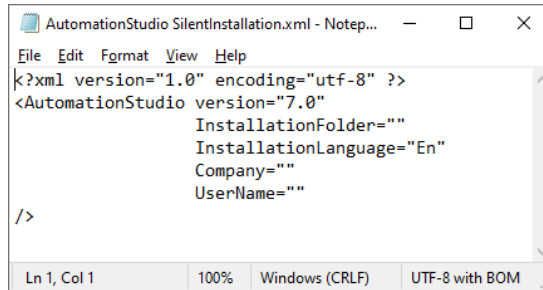 AutomationStudio SilentInstallation.xml - Notep...
File Edit Format View Help
<?xml version="1.0" encoding="utf-8" ?>
<AutomationStudio version="7.0"
InstallationFolder=""
InstallationLanguage="En"
Company=""
UserName=""
/>
Ln 1, Col 1 100% Windows (CRLF) UTF-8 with BOM